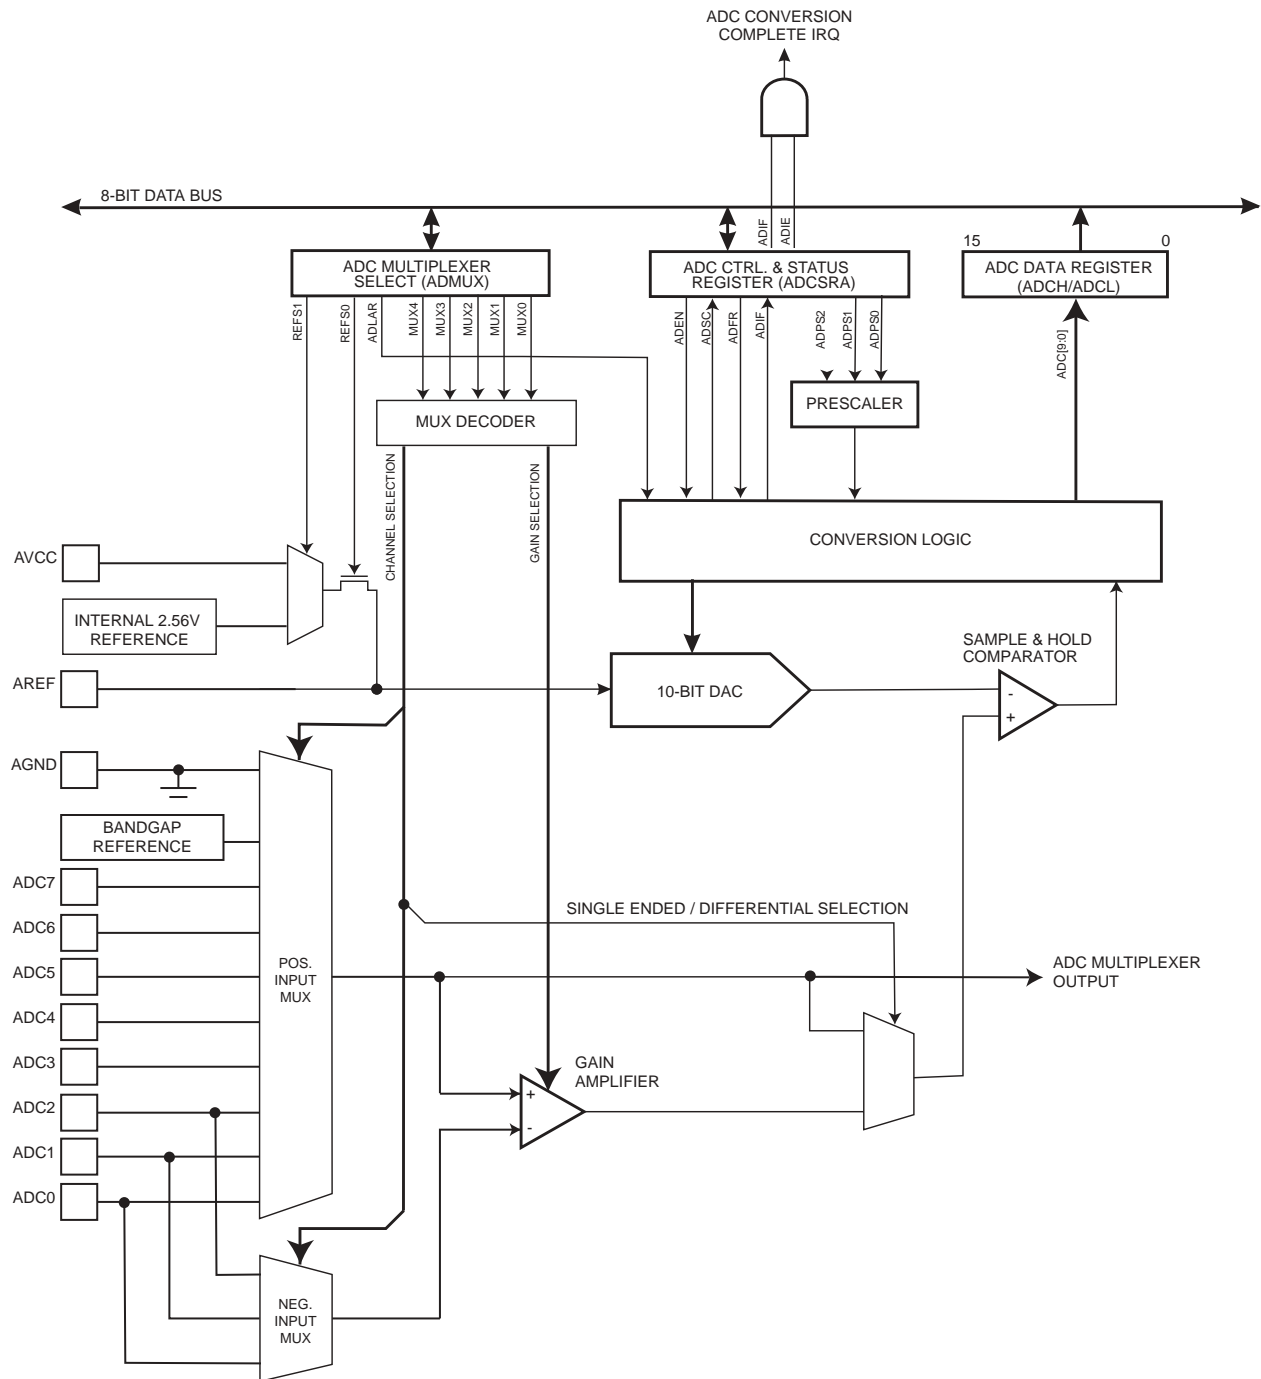 ADC CONVERSION
COMPLETE IRQ
8-BIT DATA BUS
ADIF
ADIE
15
0
ADC MULTIPLEXER
SELECT (ADMUX)
ADC CTRL. & STATUS
REGISTER (ADCSRA)
ADC DATA REGISTER
(ADCH/ADCL)
REFS1
REFS0
ADLAR
MUX4
MUX3
MUX2
MUX1
MUX0
ADEN
ADSC
ADFR
ADIF
ADPS2
ADPS1
ADPS0
ADC[9:0]
PRESCALER
MUX DECODER
CHANNEL SELECTION
GAIN SELECTION
CONVERSION LOGIC
AVCC
INTERNAL 2.56V
REFERENCE
SAMPLE & HOLD
COMPARATOR
AREF
10-BIT DAC
-
+
AGND
BANDGAP
REFERENCE
ADC7
SINGLE ENDED / DIFFERENTIAL SELECTION
ADC6
ADC5
POS.
INPUT
MUX
ADC MULTIPLEXER
OUTPUT
ADC4
ADC3
GAIN
AMPLIFIER
+
-
ADC2
ADC1
ADC0
NEG.
INPUT
MUX